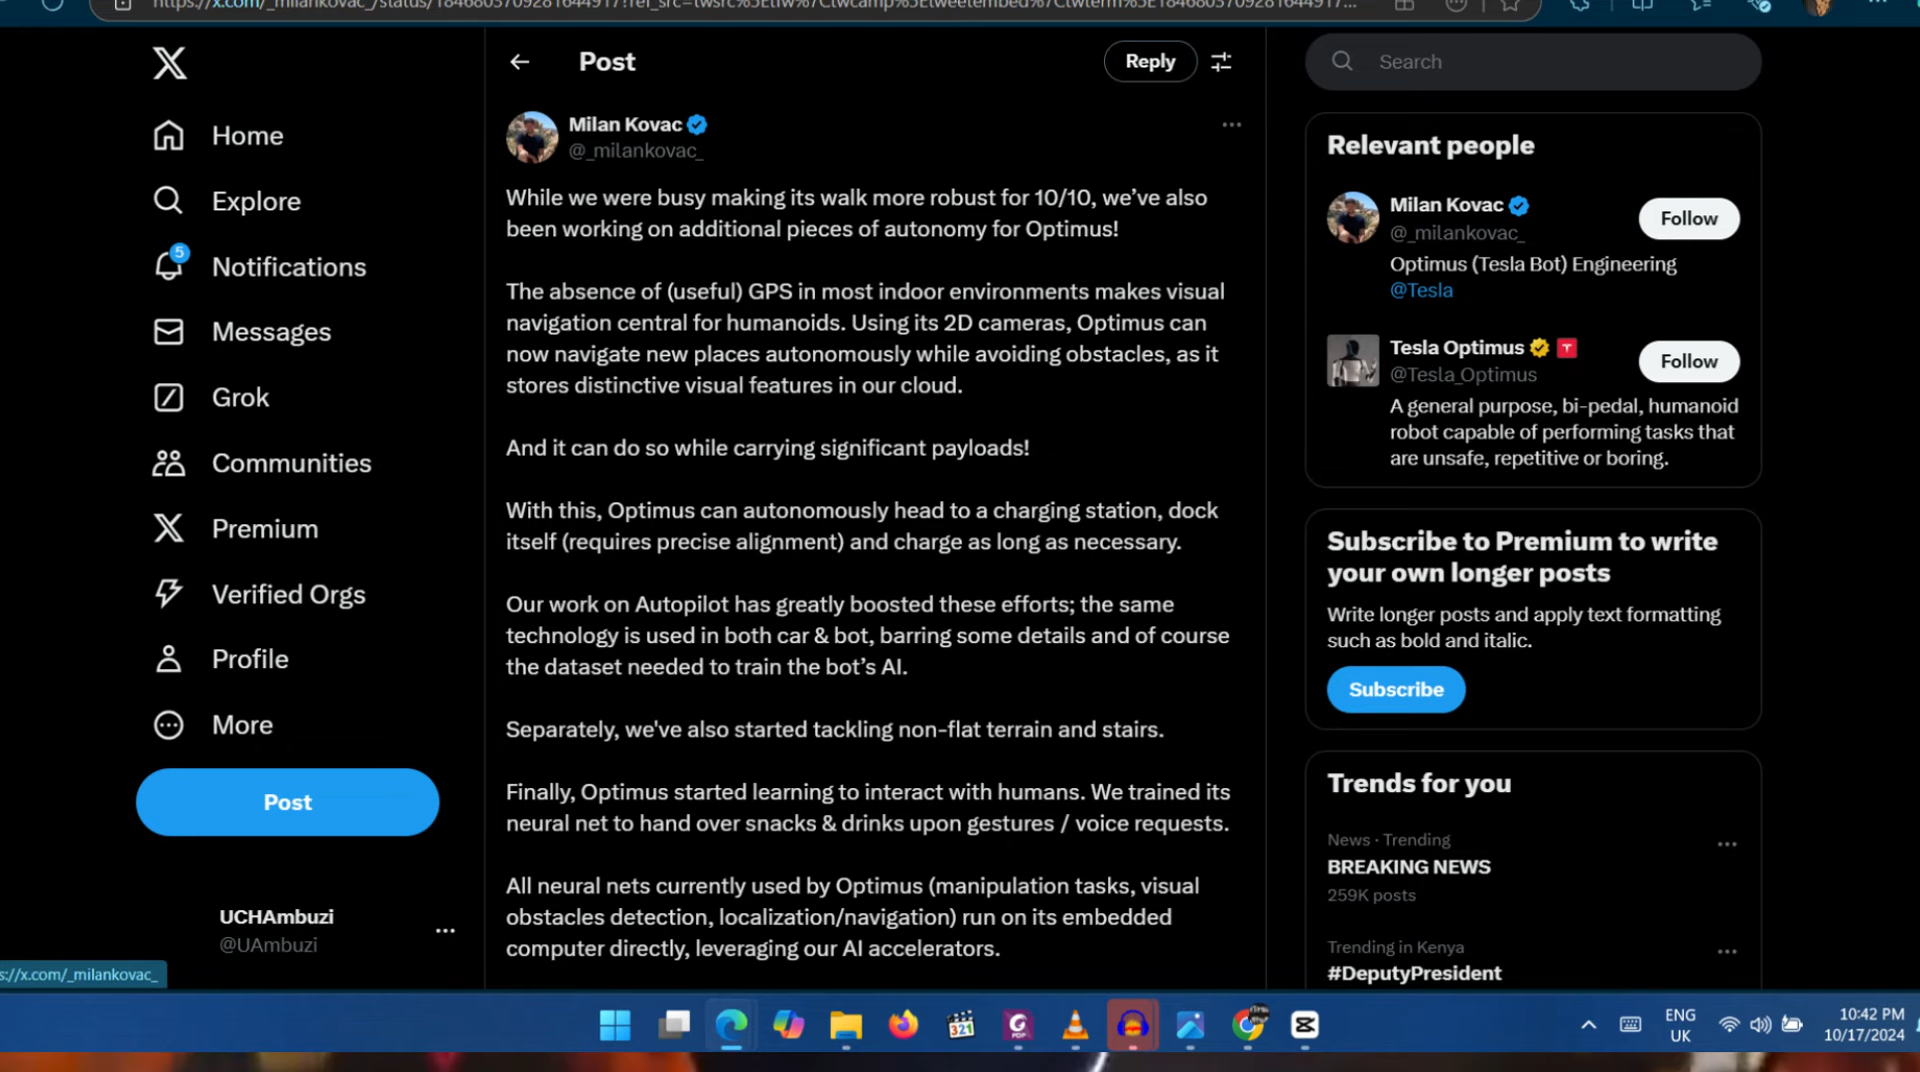 https://x.com/_milankovac_/status/1846803709281644917?ref_src=twsrc%5Etfw%7Ctwcamp%5Etweetembed%7Ctwterm%5E1846803709281644917...
Home
Explore
5
Notifications
Messages
Grok
Communities
Premium
Verified Orgs
Profile
More
Post
UCHAmbuzi
@UAmbuzi
s://x.com/_milankovac_
Post
Reply
Milan Kovac
@_milankovac_
While we were busy making its walk more robust for 10/10, we’ve also
been working on additional pieces of autonomy for Optimus!
The absence of (useful) GPS in most indoor environments makes visual
navigation central for humanoids. Using its 2D cameras, Optimus can
now navigate new places autonomously while avoiding obstacles, as it
stores distinctive visual features in our cloud.
And it can do so while carrying significant payloads!
With this, Optimus can autonomously head to a charging station, dock
itself (requires precise alignment) and charge as long as necessary.
Our work on Autopilot has greatly boosted these efforts; the same
technology is used in both car & bot, barring some details and of course
the dataset needed to train the bot’s AI.
Separately, we've also started tackling non-flat terrain and stairs.
Finally, Optimus started learning to interact with humans. We trained its
neural net to hand over snacks & drinks upon gestures / voice requests.
All neural nets currently used by Optimus (manipulation tasks, visual
obstacles detection, localization/navigation) run on its embedded
computer directly, leveraging our AI accelerators.
Search
Relevant people
Milan Kovac
@_milankovac_
Follow
Optimus (Tesla Bot) Engineering
@Tesla
Tesla Optimus
@Tesla_Optimus
Follow
A general purpose, bi-pedal, humanoid
robot capable of performing tasks that
are unsafe, repetitive or boring.
Subscribe to Premium to write
your own longer posts
Write longer posts and apply text formatting
such as bold and italic.
Subscribe
Trends for you
News · Trending
BREAKING NEWS
259K posts
Trending in Kenya
#DeputyPresident
321
PDF
ENG
UK
10:42 PM
10/17/2024